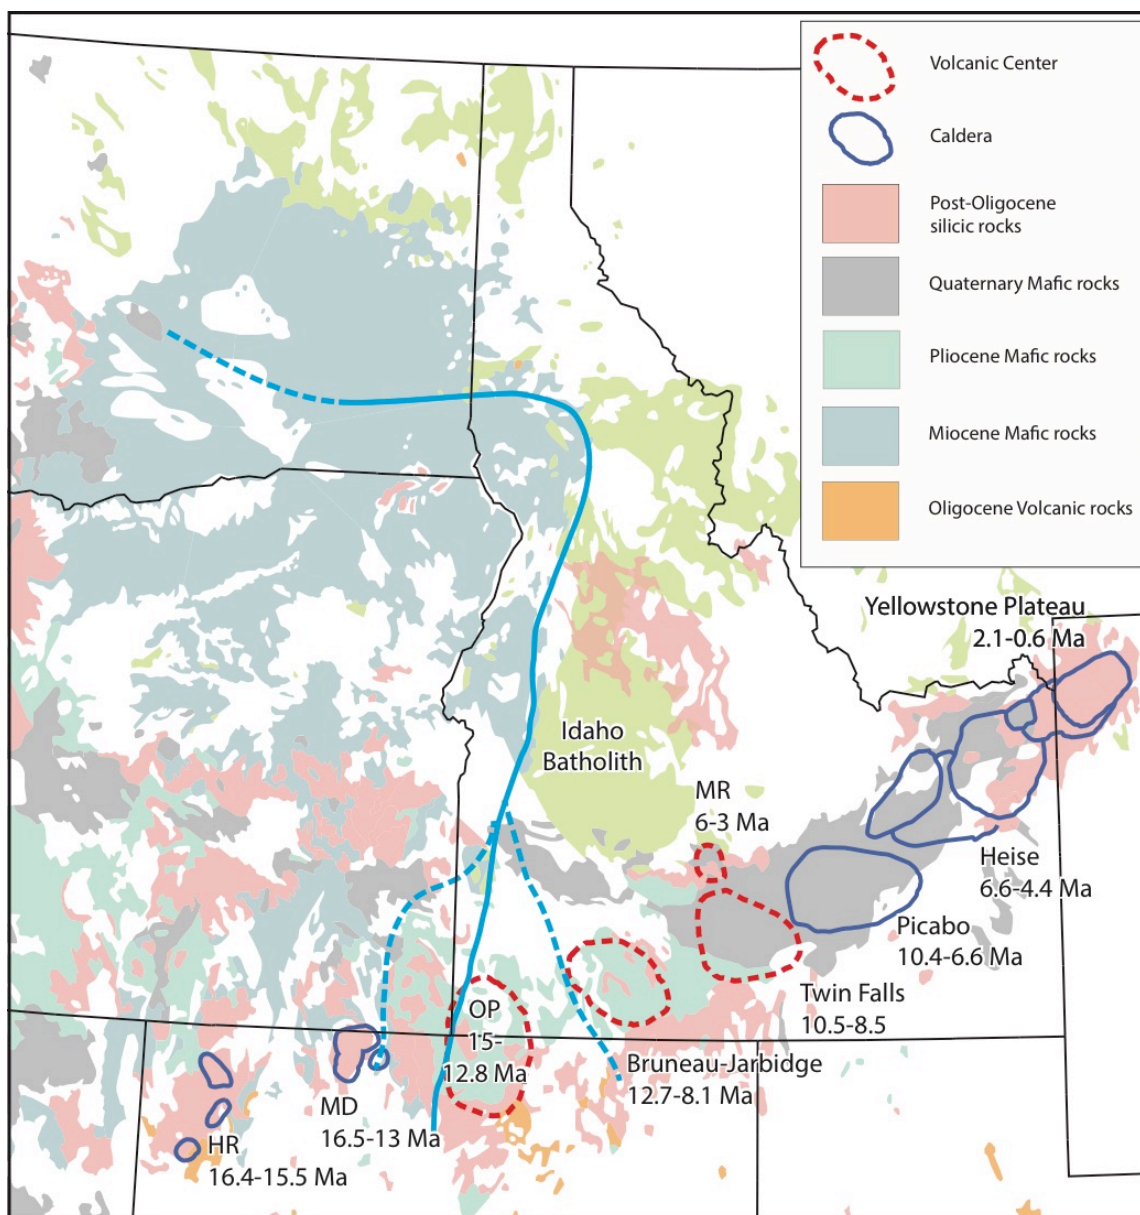 Volcanic Center
Caldera
Post-Oligocene
silicic rocks
Quaternary Mafic rocks
Pliocene Mafic rocks
Miocene Mafic rocks
Oligocene Volcanic rocks
Yellowstone Plateau
2.1-0.6 Ma
Idaho
Batholith
MR
6-3 Ma
Heise
6.6-4.4 Ma
Picabo
10.4-6.6 Ma
Twin Falls
10.5-8.5
OP
15-
12.8 Ma
Bruneau-Jarbidge
12.7-8.1 Ma
MD
16.5-13 Ma
HR
16.4-15.5 Ma